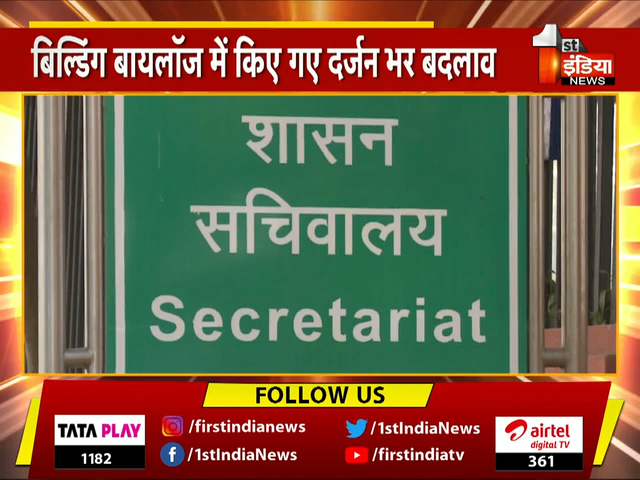 बिल्डिंग बायलॉज में किए गए दर्जन भर बदलाव
1st
इंडिया
NEWS
शासन
सचिवालय
Secretariat
FOLLOW US
TATA PLAY
1182
/firstindianews
/1stIndiaNews
/1stIndiaNews
/firstindiatv
airtel
digital TV
361